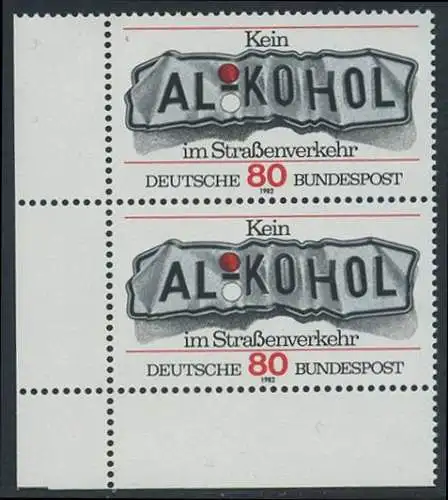 Kein
AL-KOHOL
im Straßenverkehr
DEUTSCHE 80 BUNDESPOST
1982
Kein
AL-KOHOL
im Straßenverkehr
DEUTSCHE 80 BUNDESPOST
1982